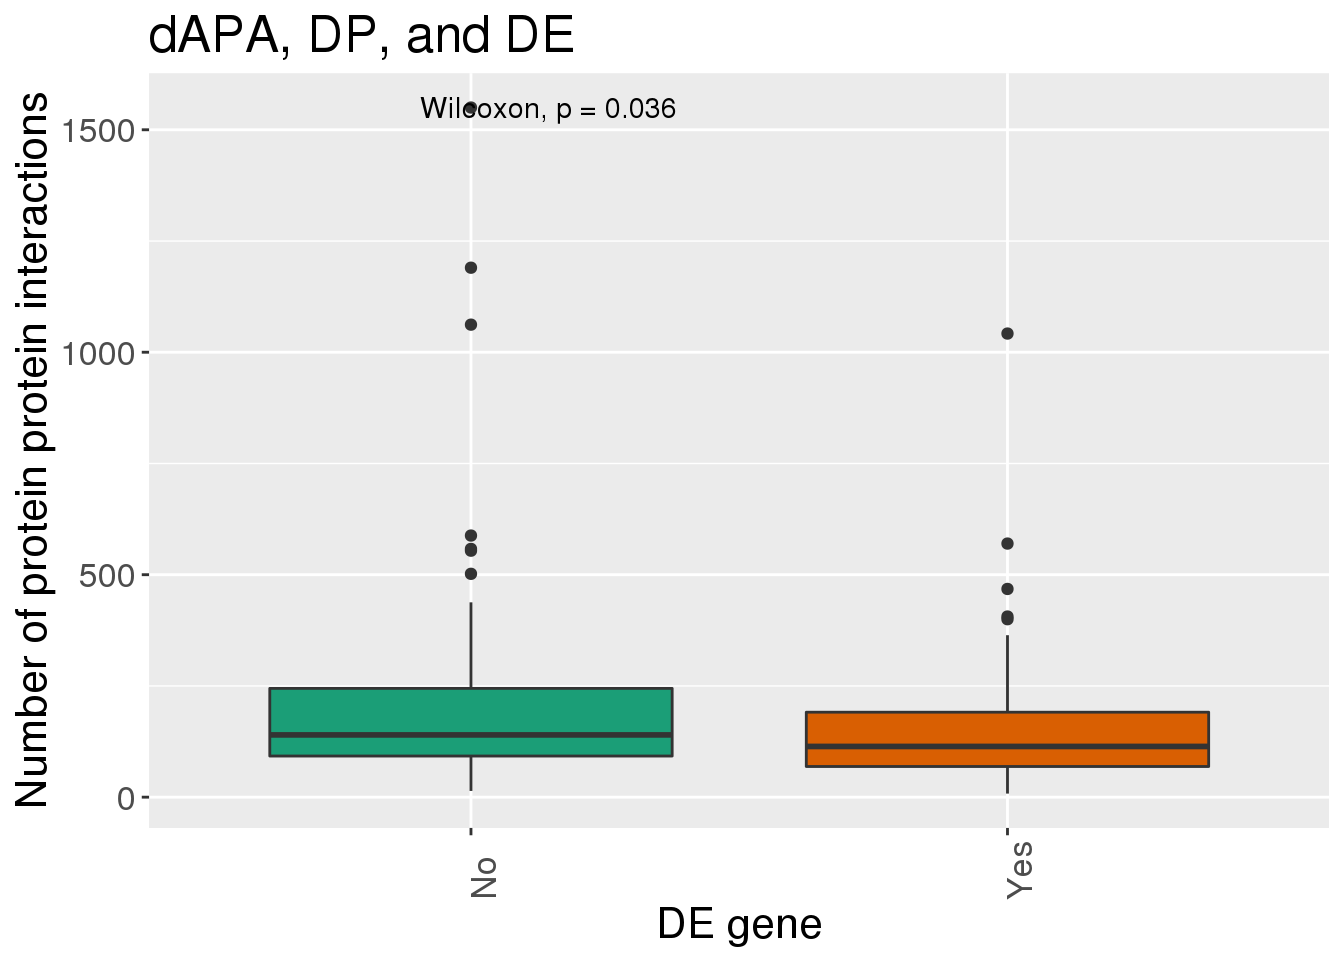 dAPA, DP, and DE
Wilcoxon, p = 0.036
Number of protein protein interactions
1500
1000
500
0
No
Yes
DE gene